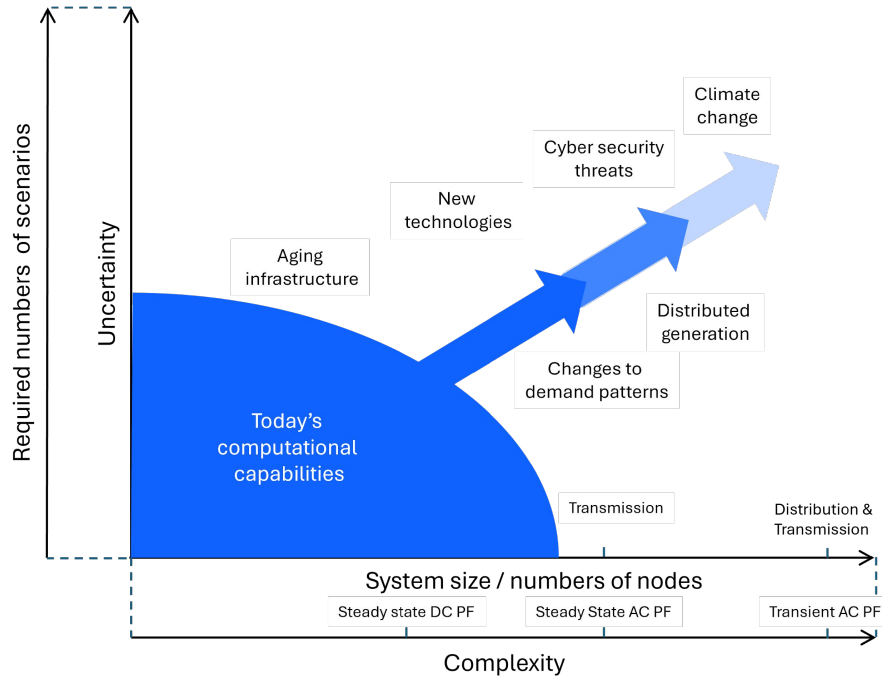 Climate
change
Cyber security
threats
New
technologies
Aging
infrastructure
Required numbers of scenarios
Uncertainty
Distributed
generation
Changes to
demand patterns
Today's
computational
capabilities
Transmission
Distribution &
Transmission
System size / numbers of nodes
Steady state DC PF
Steady State AC PF
Transient AC PF
Complexity